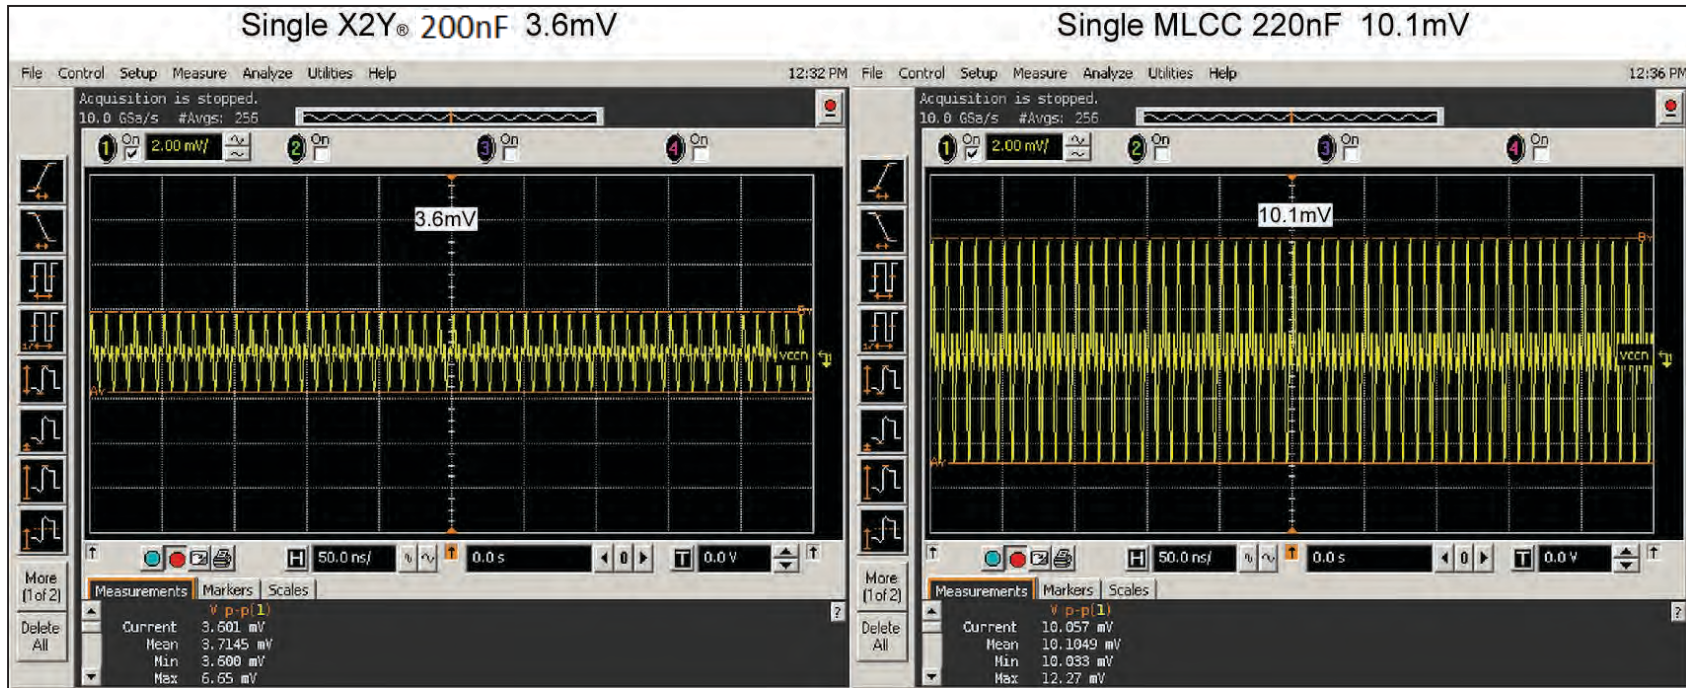 Single X2Y® 200nF 3.6mV
File Control Setup Measure Analyze Utilities Help 12:32 PM
Acquisition is stopped.
10.0 GSa/s #Avgs: 256
1 On 2.00 mV/ 2 On 3 On 4 On
3.6mV
vccn
Ay
H 50.0 ns/ 0.0 s 0 T 0.0 V
More
(1of 2)
Delete
All
Measurements Markers Scales
V p-p(1) ?
Current 3.601 mV
Mean 3.7145 mV
Min 3.600 mV
Max 6.65 mV
Single MLCC 220nF 10.1mV
File Control Setup Measure Analyze Utilities Help 12:36 PM
Acquisition is stopped.
10.0 GSa/s #Avgs: 256
1 On 2.00 mV/ 2 On 3 On 4 On
10.1mV
By
vccn
Ay
H 50.0 ns/ 0.0 s 0 T 0.0 V
More
(1of 2)
Delete
All
Measurements Markers Scales
V p-p(1) ?
Current 10.057 mV
Mean 10.1049 mV
Min 10.033 mV
Max 12.27 mV